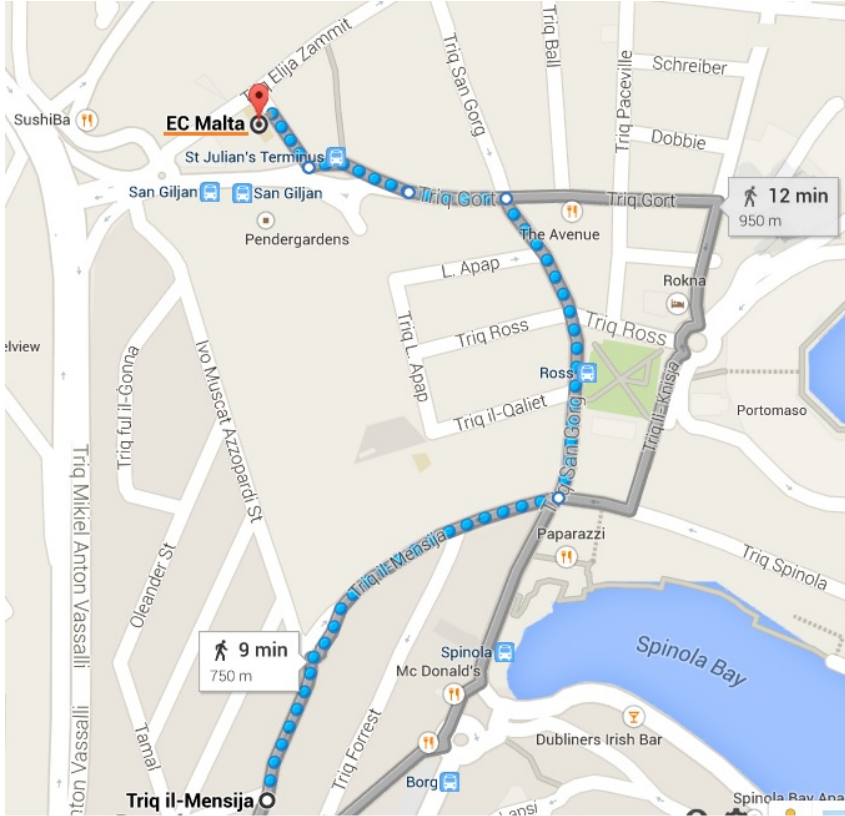 Triq Elija Zammit
Triq San Gorg
Triq Ball
Triq Paceville
Schreiber
Dobbie
SushiBa
EC Malta
St Julian's Terminus
San Giljan
San Giljan
Pendergardens
Triq Gort
Triq Gort
12 min
950 m
The Avenue
L. Apap
Rokna
Triq Ross
Triq Ross
Triq L. Apap
elview
Triq bful il-Gonna
Ivo Muscat Azzopardi St
Ross
Triq il-Qaliet
Triq San Gorg
Triq Il-Knisja
Portomaso
Triq Mikiel Anton Vassalli
Paparazzi
Triq il-Mensija
Triq Spinola
Oleander St
9 min
750 m
Spinola
Mc Donald's
Spinola Bay
Dubliners Irish Bar
Tamal
Triq Forrest
Borg
nton Vassalli
Triq il-Mensija
Lansi
Spinola Bay Apa